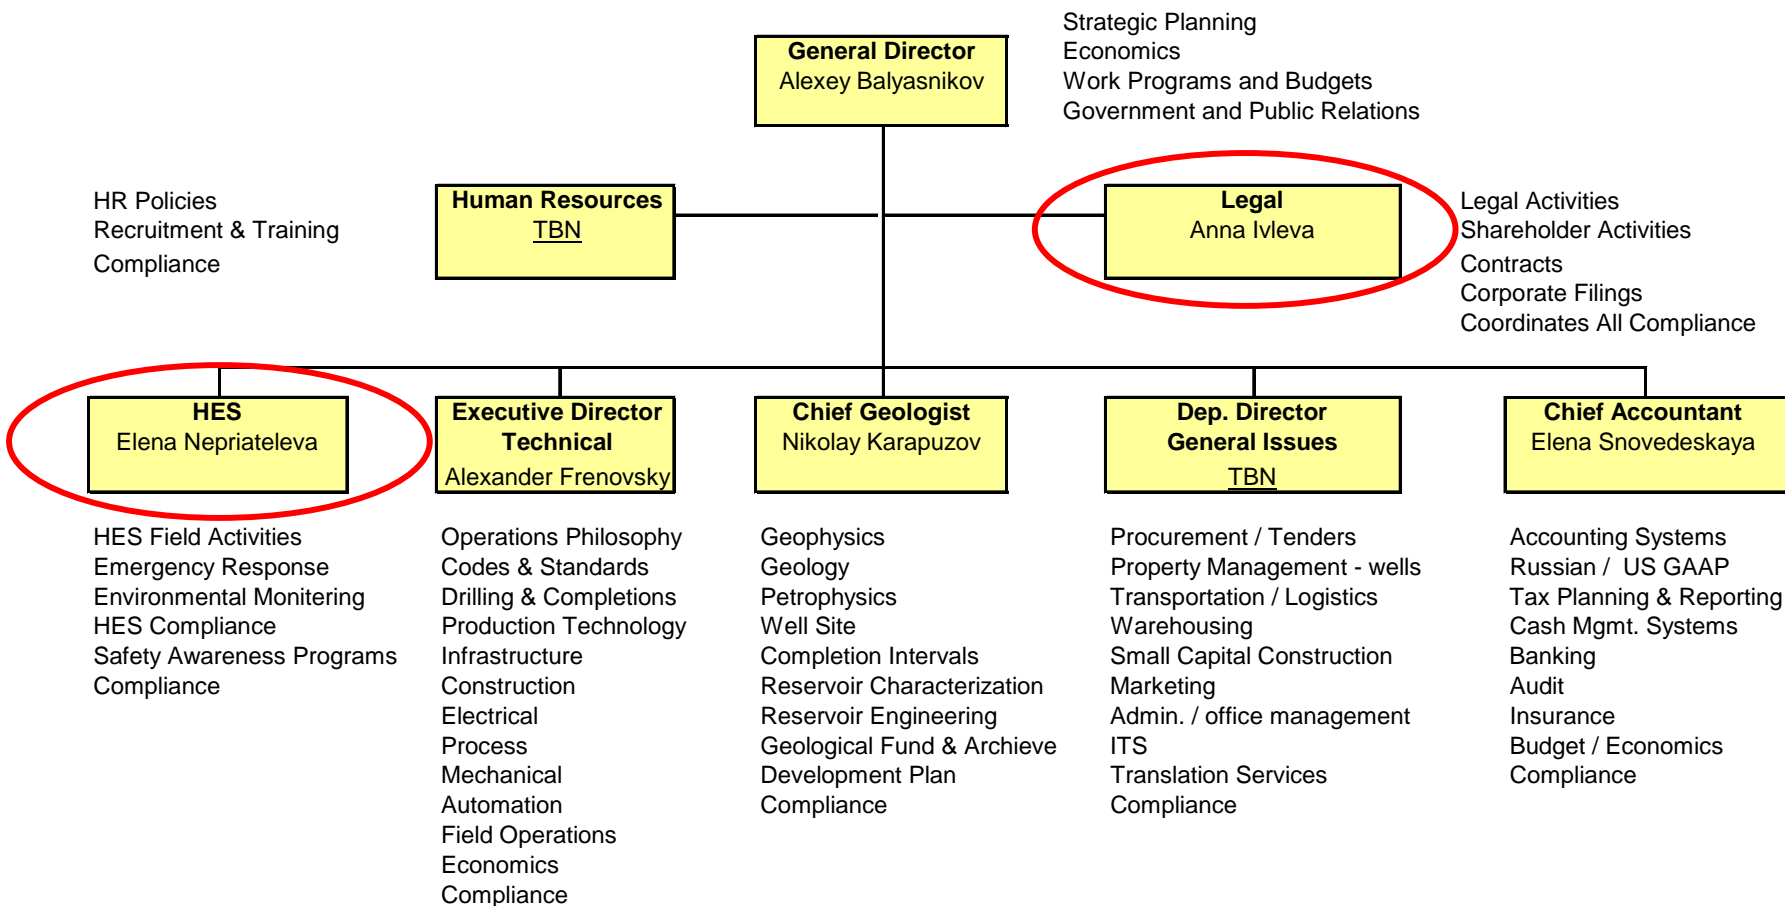 General Director
Alexey Balyasnikov
Strategic Planning
Economics
Work Programs and Budgets
Government and Public Relations
HR Policies
Recruitment & Training
Compliance
Human Resources
TBN
Legal
Anna Ivleva
Legal Activities
Shareholder Activities
Contracts
Corporate Filings
Coordinates All Compliance
HES
Elena Nepriateleva
Executive Director
Technical
Alexander Frenovsky
Chief Geologist
Nikolay Karapuzov
Dep. Director
General Issues
TBN
Chief Accountant
Elena Snovedeskaya
HES Field Activities
Emergency Response
Environmental Monitering
HES Compliance
Safety Awareness Programs
Compliance
Operations Philosophy
Codes & Standards
Drilling & Completions
Production Technology
Infrastructure
Construction
Electrical
Process
Mechanical
Automation
Field Operations
Economics
Compliance
Geophysics
Geology
Petrophysics
Well Site
Completion Intervals
Reservoir Characterization
Reservoir Engineering
Geological Fund & Archieve
Development Plan
Compliance
Procurement / Tenders
Property Management - wells
Transportation / Logistics
Warehousing
Small Capital Construction
Marketing
Admin. / office management
ITS
Translation Services
Compliance
Accounting Systems
Russian / US GAAP
Tax Planning & Reporting
Cash Mgmt. Systems
Banking
Audit
Insurance
Budget / Economics
Compliance